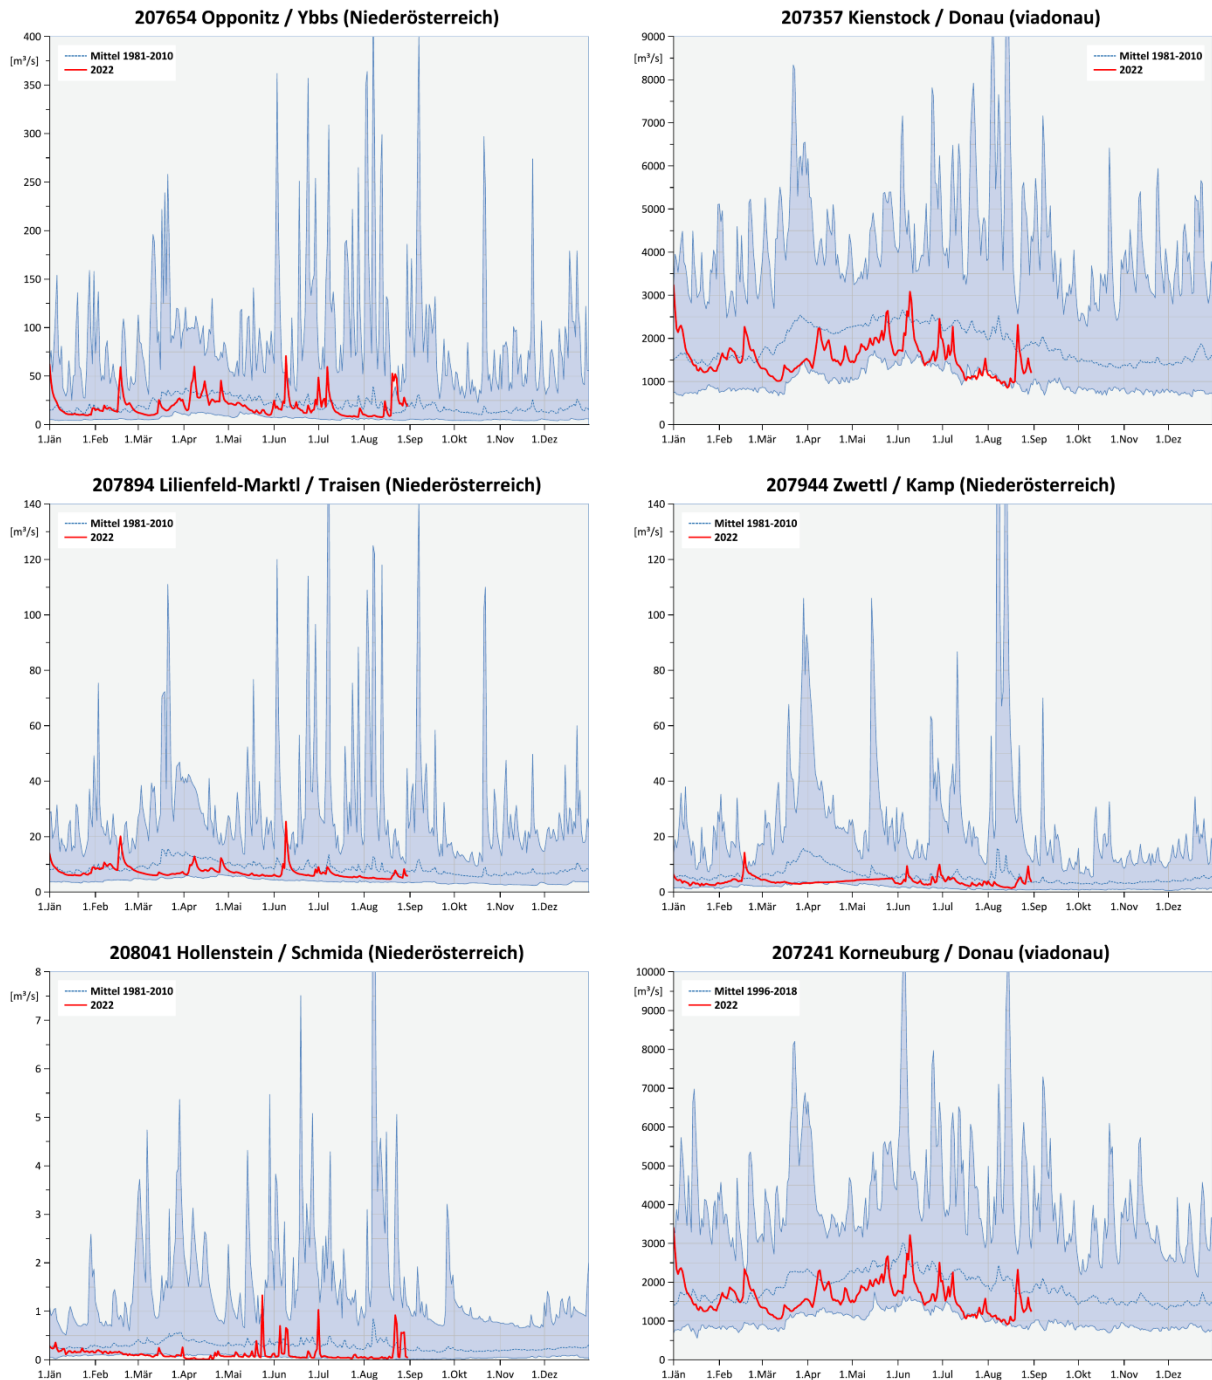 207654 Opponitz / Ybbs (Niederösterreich)
400
[m³/s]
350
300
250
200
150
100
50
0
Mittel 1981-2010
2022
1.Jän 1.Feb 1.Mär 1.Apr 1.Mai 1.Jun 1.Jul 1.Aug 1.Sep 1.Okt 1.Nov 1.Dez
207357 Kienstock / Donau (viadonau)
9000
[m³/s]
8000
7000
6000
5000
4000
3000
2000
1000
0
Mittel 1981-2010
2022
1.Jän 1.Feb 1.Mär 1.Apr 1.Mai 1.Jun 1.Jul 1.Aug 1.Sep 1.Okt 1.Nov 1.Dez
207894 Lilienfeld-Marktl / Traisen (Niederösterreich)
140
[m³/s]
120
100
80
60
40
20
0
Mittel 1981-2010
2022
1.Jän 1.Feb 1.Mär 1.Apr 1.Mai 1.Jun 1.Jul 1.Aug 1.Sep 1.Okt 1.Nov 1.Dez
207944 Zwettl / Kamp (Niederösterreich)
140
[m³/s]
120
100
80
60
40
20
0
Mittel 1981-2010
2022
1.Jän 1.Feb 1.Mär 1.Apr 1.Mai 1.Jun 1.Jul 1.Aug 1.Sep 1.Okt 1.Nov 1.Dez
208041 Hollenstein / Schmida (Niederösterreich)
8
[m³/s]
7
6
5
4
3
2
1
0
Mittel 1981-2010
2022
1.Jän 1.Feb 1.Mär 1.Apr 1.Mai 1.Jun 1.Jul 1.Aug 1.Sep 1.Okt 1.Nov 1.Dez
207241 Korneuburg / Donau (viadonau)
10000
[m³/s]
9000
8000
7000
6000
5000
4000
3000
2000
1000
0
Mittel 1996-2018
2022
1.Jän 1.Feb 1.Mär 1.Apr 1.Mai 1.Jun 1.Jul 1.Aug 1.Sep 1.Okt 1.Nov 1.Dez